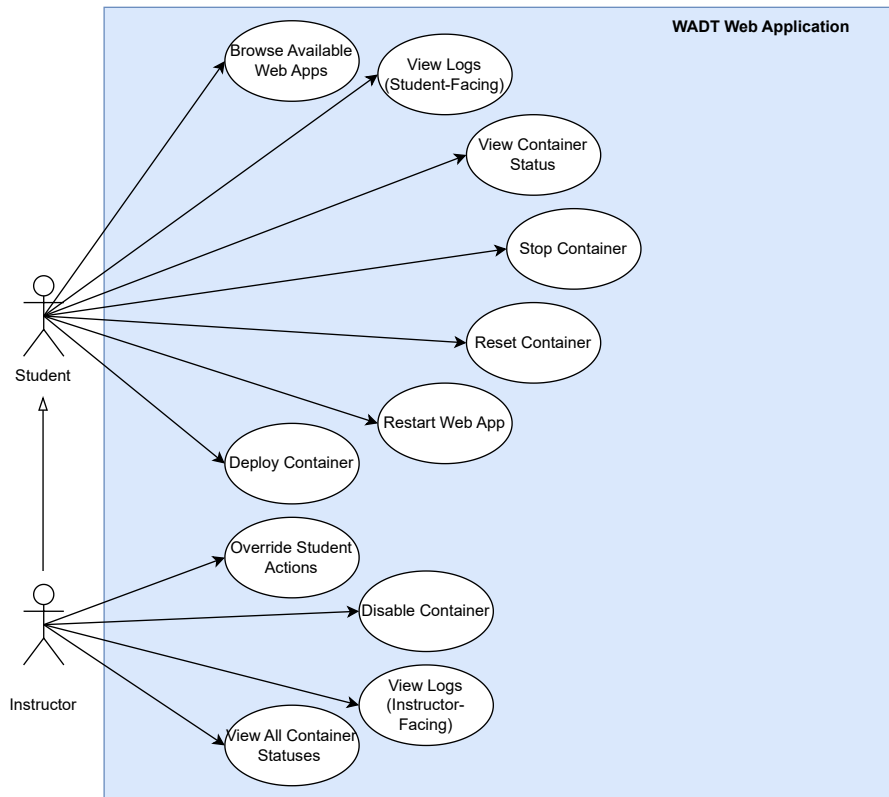 WADT Web Application
Browse Available
Web Apps
View Logs
(Student-Facing)
View Container
Status
Stop Container
Reset Container
Student
Restart Web App
Deploy Container
Override Student
Actions
Disable Container
Instructor
View Logs
(Instructor-
Facing)
View All Container
Statuses